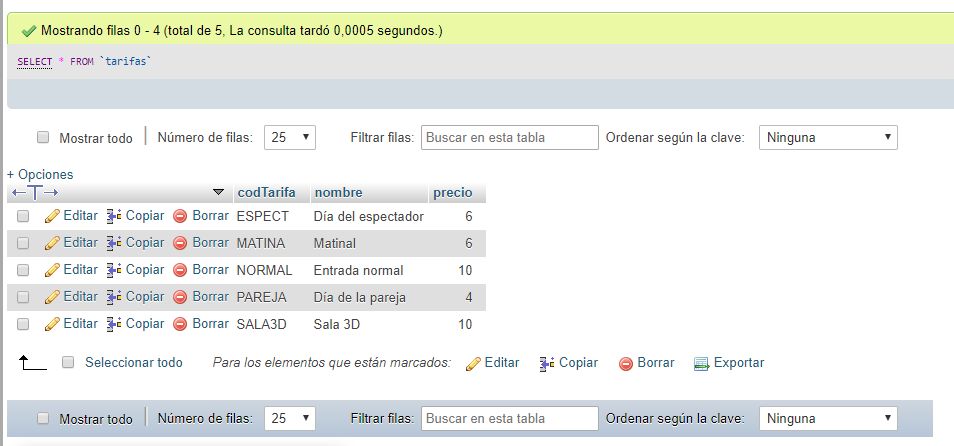 Mostrando filas 0 - 4 (total de 5, La consulta tardó 0,0005 segundos.)
SELECT * FROM `tarifas`
Mostrar todo Número de filas: 25 Filtrar filas: Buscar en esta tabla Ordenar según la clave: Ninguna
+ Opciones
codTarifa nombre precio
Editar Copiar Borrar ESPECT Día del espectador 6
Editar Copiar Borrar MATINA Matinal 6
Editar Copiar Borrar NORMAL Entrada normal 10
Editar Copiar Borrar PAREJA Día de la pareja 4
Editar Copiar Borrar SALA3D Sala 3D 10
Seleccionar todo Para los elementos que están marcados: Editar Copiar Borrar Exportar
Mostrar todo Número de filas: 25 Filtrar filas: Buscar en esta tabla Ordenar según la clave: Ninguna